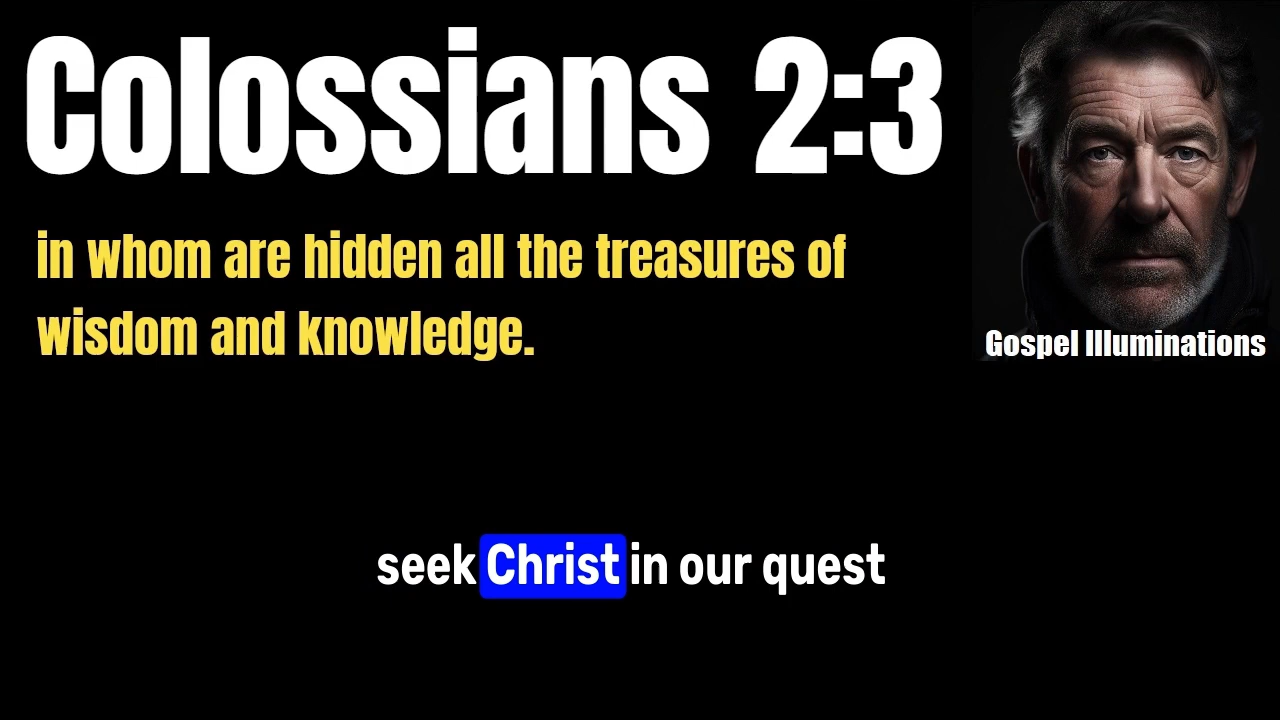 Colossians 2:3
in whom are hidden all the treasures of
wisdom and knowledge.
Gospel Illuminations
seek Christ in our quest